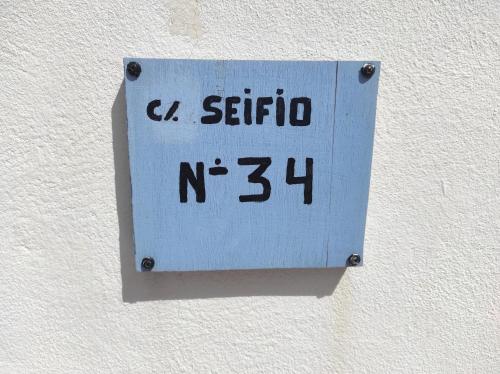 C/. SEIFIO
Nº 34